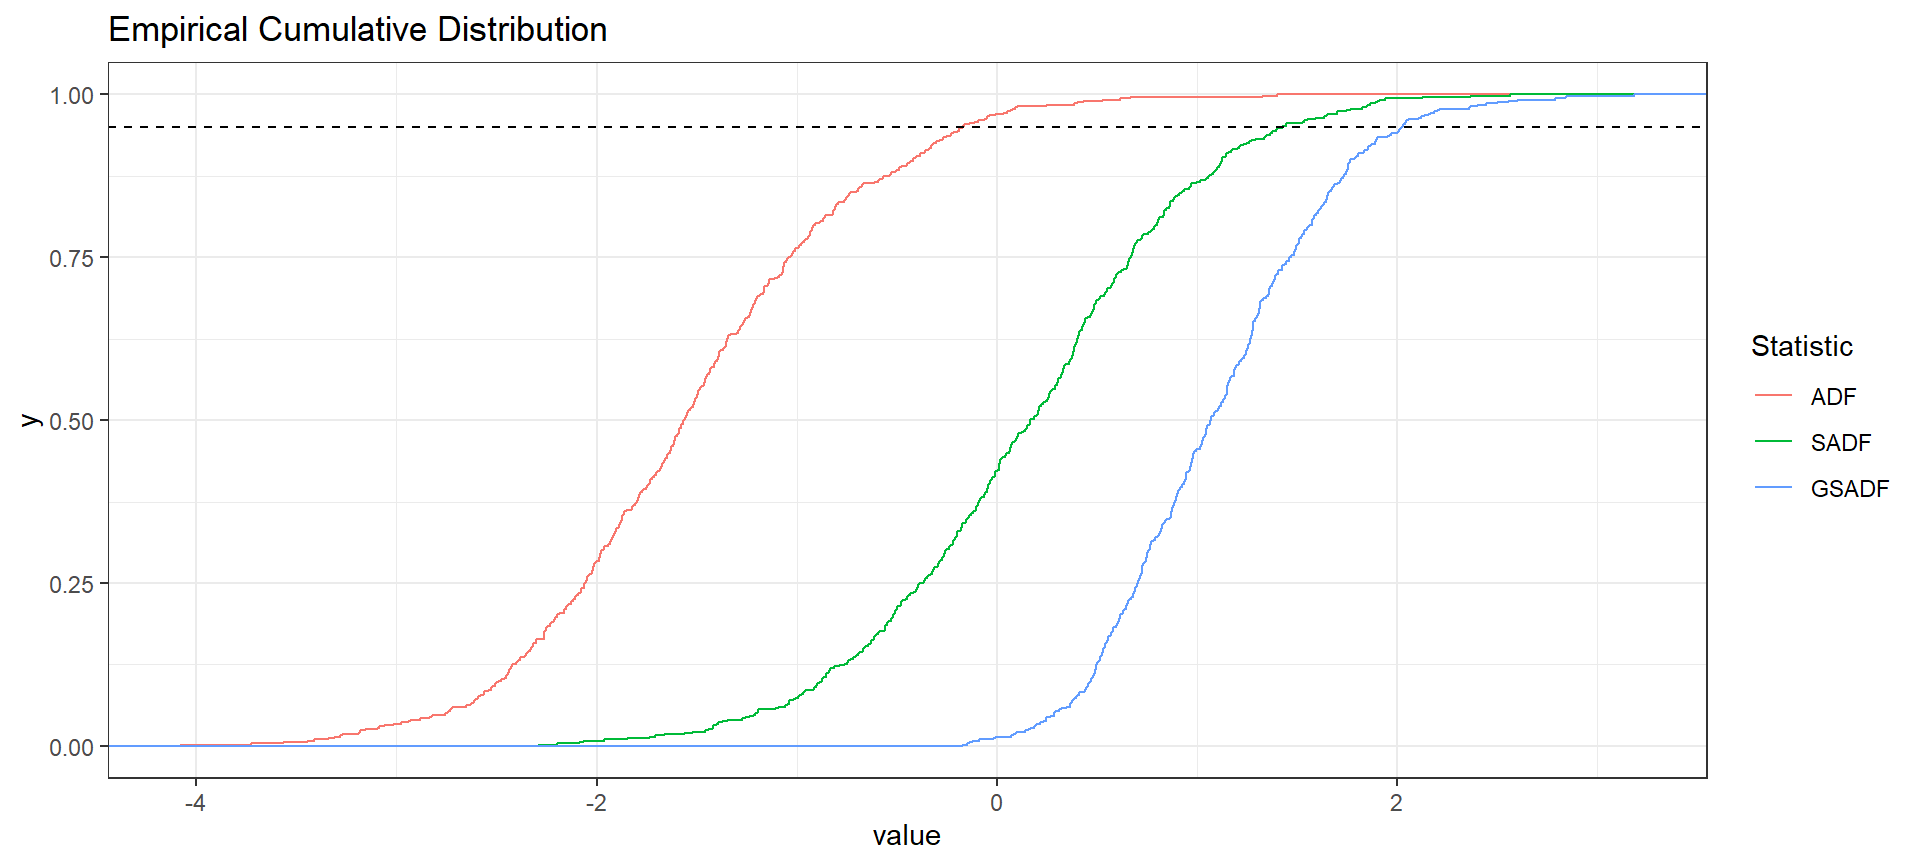 Empirical Cumulative Distribution
1.00
0.75
0.50
0.25
0.00
y
-4
-2
0
2
value
Statistic
ADF
SADF
GSADF